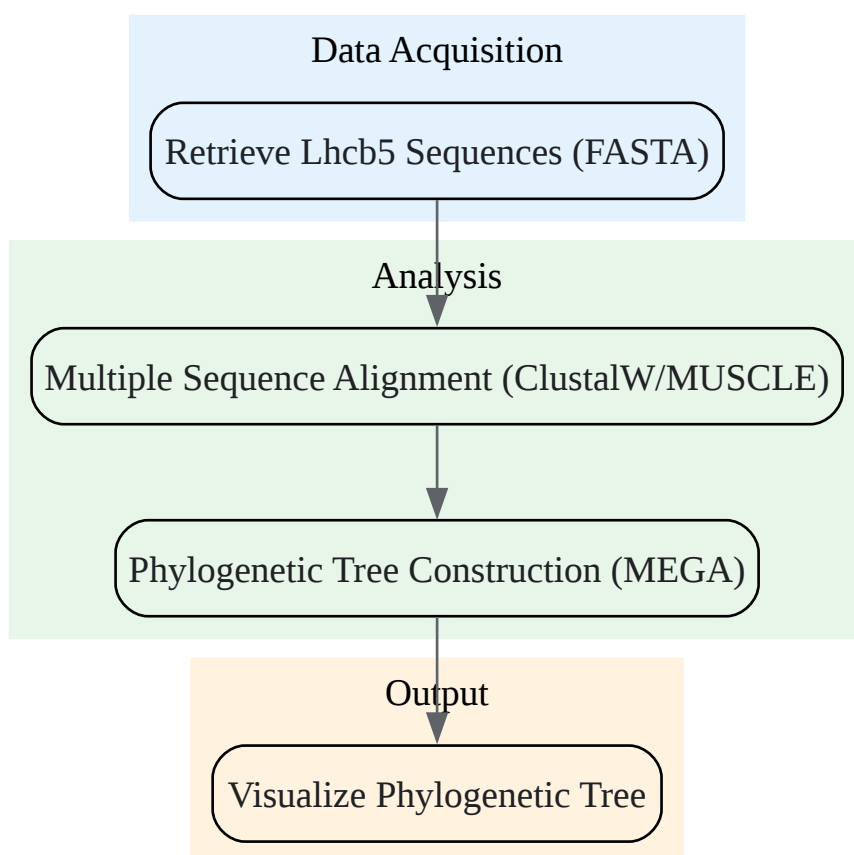 Data Acquisition
Retrieve Lhcb5 Sequences (FASTA)
Analysis
Multiple Sequence Alignment (ClustalW/MUSCLE)
Phylogenetic Tree Construction (MEGA)
Output
Visualize Phylogenetic Tree